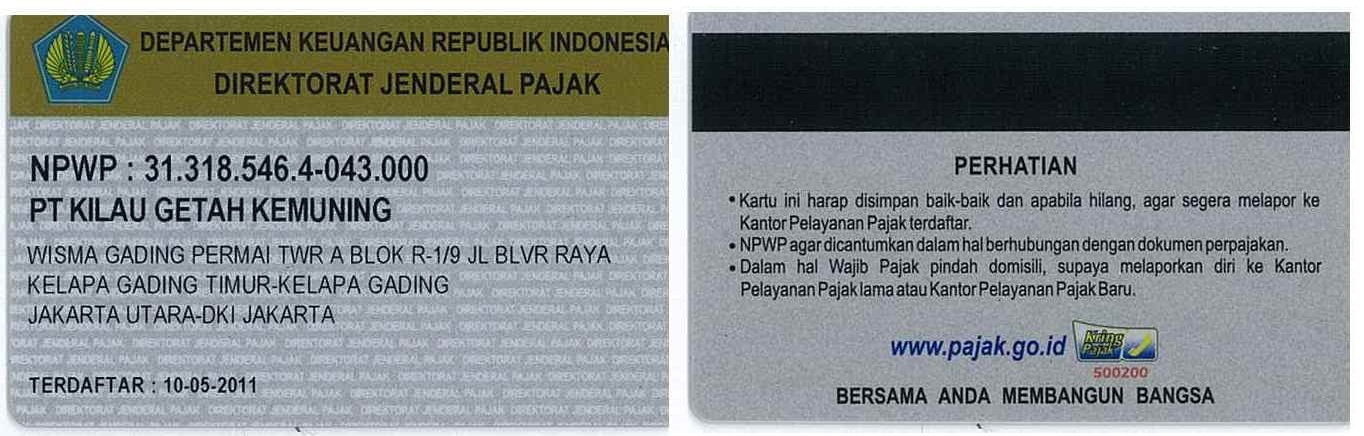 DEPARTEMEN KEUANGAN REPUBLIK INDONESIA
DIREKTORAT JENDERAL PAJAK
NPWP : 31.318.546.4-043.000
PT KILAU GETAH KEMUNING
WISMA GADING PERMAI TWR A BLOK R-1/9 JL BLVR RAYA
KELAPA GADING TIMUR-KELAPA GADING
JAKARTA UTARA-DKI JAKARTA
TERDAFTAR : 10-05-2011
PERHATIAN
• Kartu ini harap disimpan baik-baik dan apabila hilang, agar segera melapor ke
Kantor Pelayanan Pajak terdaftar.
• NPWP agar dicantumkan dalam hal berhubungan dengan dokumen perpajakan.
• Dalam hal Wajib Pajak pindah domisili, supaya melaporkan diri ke Kantor
Pelayanan Pajak lama atau Kantor Pelayanan Pajak Baru.
www.pajak.go.id
Kring
Pajak
500200
BERSAMA ANDA MEMBANGUN BANGSA